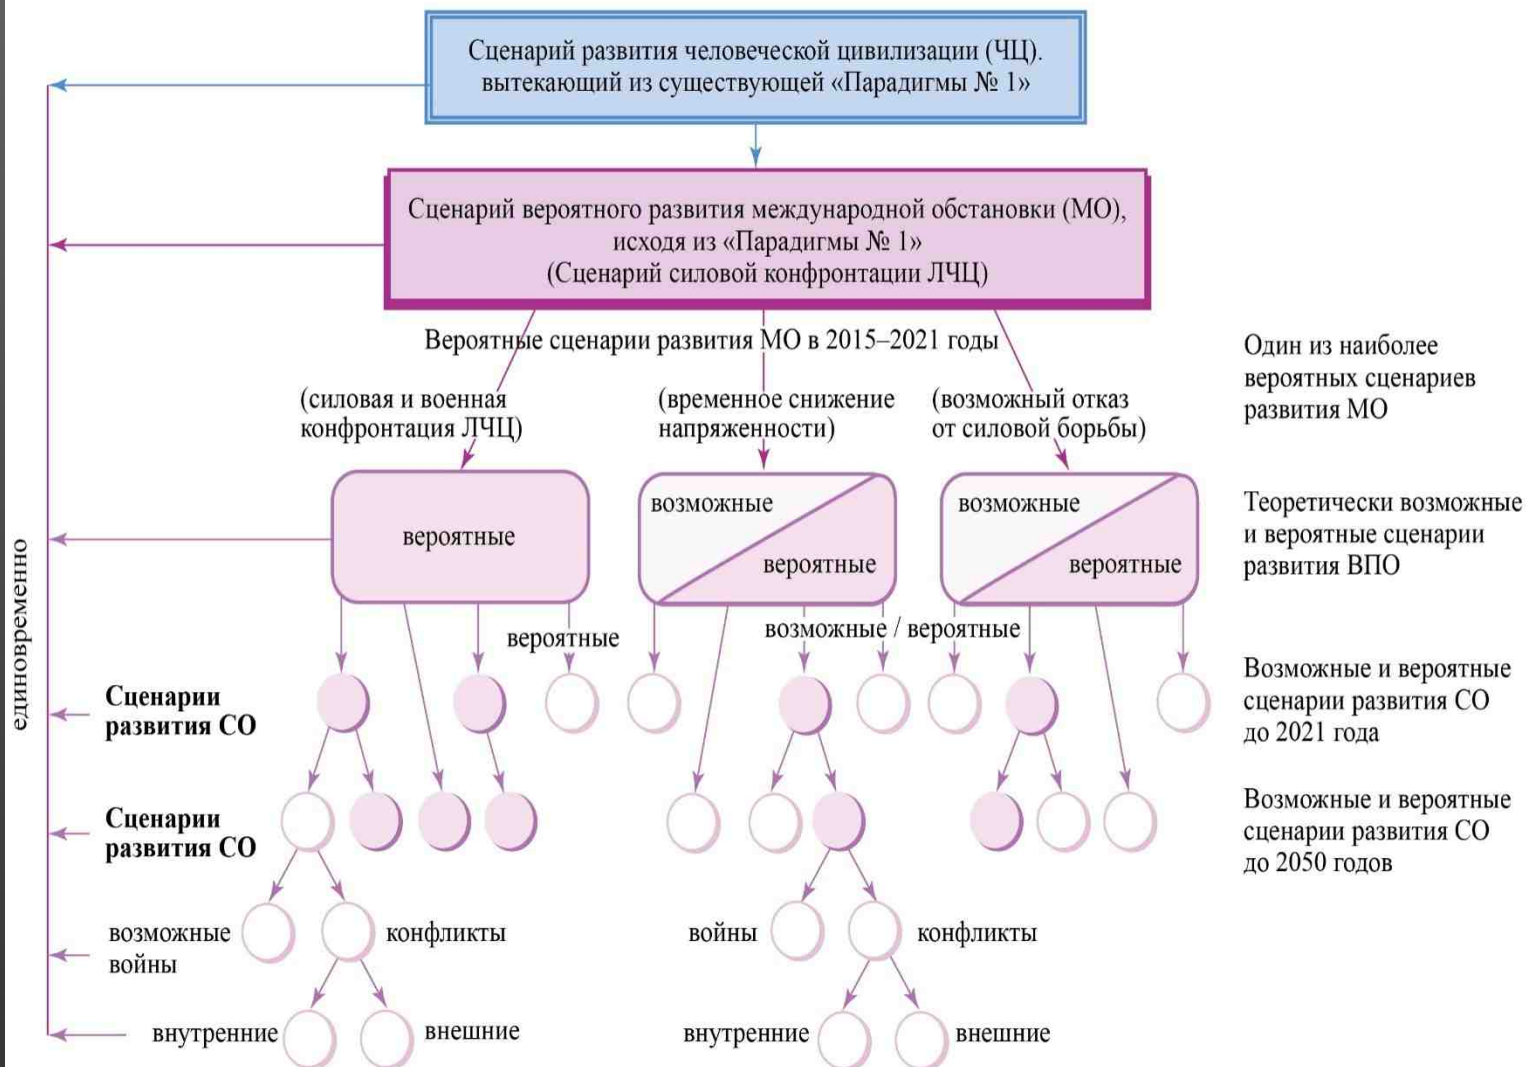 Сценарий развития человеческой цивилизации (ЧЦ).
вытекающий из существующей «Парадигмы № 1»
Сценарий вероятного развития международной обстановки (МО),
исходя из «Парадигмы № 1»
(Сценарий силовой конфронтации ЛЧЦ)
Вероятные сценарии развития МО в 2015–2021 годы
(силовая и военная
конфронтация ЛЧЦ)
(временное снижение
напряженности)
(возможный отказ
от силовой борьбы)
Один из наиболее
вероятных сценариев
развития МО
вероятные
возможные
вероятные
возможные
вероятные
Теоретически возможные
и вероятные сценарии
развития ВПО
единовременно
вероятные
возможные / вероятные
Сценарии
развития СО
Возможные и вероятные
сценарии развития СО
до 2021 года
Сценарии
развития СО
Возможные и вероятные
сценарии развития СО
до 2050 годов
возможные
войны
конфликты
войны
конфликты
внутренние
внешние
внутренние
внешние